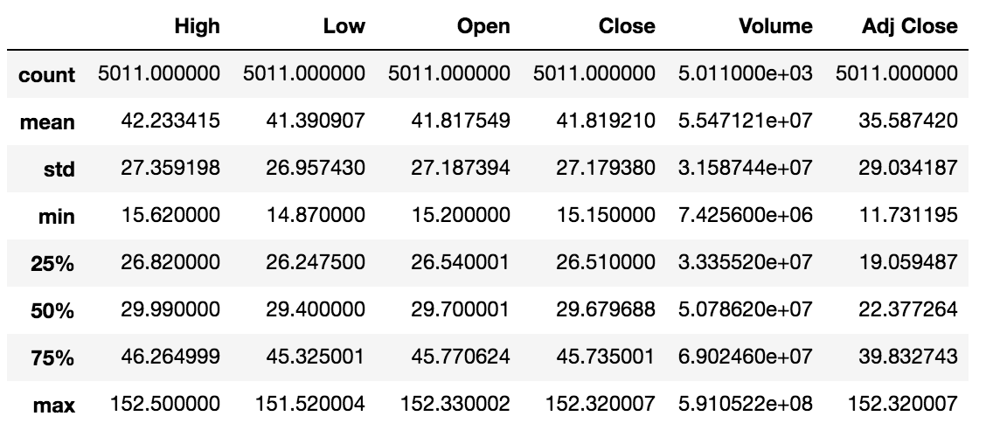 High Low Open Close Volume Adj Close
count 5011.000000 5011.000000 5011.000000 5011.000000 5.011000e+03 5011.000000
mean 42.233415 41.390907 41.817549 41.819210 5.547121e+07 35.587420
std 27.359198 26.957430 27.187394 27.179380 3.158744e+07 29.034187
min 15.620000 14.870000 15.200000 15.150000 7.425600e+06 11.731195
25% 26.820000 26.247500 26.540001 26.510000 3.335520e+07 19.059487
50% 29.990000 29.400000 29.700001 29.679688 5.078620e+07 22.377264
75% 46.264999 45.325001 45.770624 45.735001 6.902460e+07 39.832743
max 152.500000 151.520004 152.330002 152.320007 5.910522e+08 152.320007